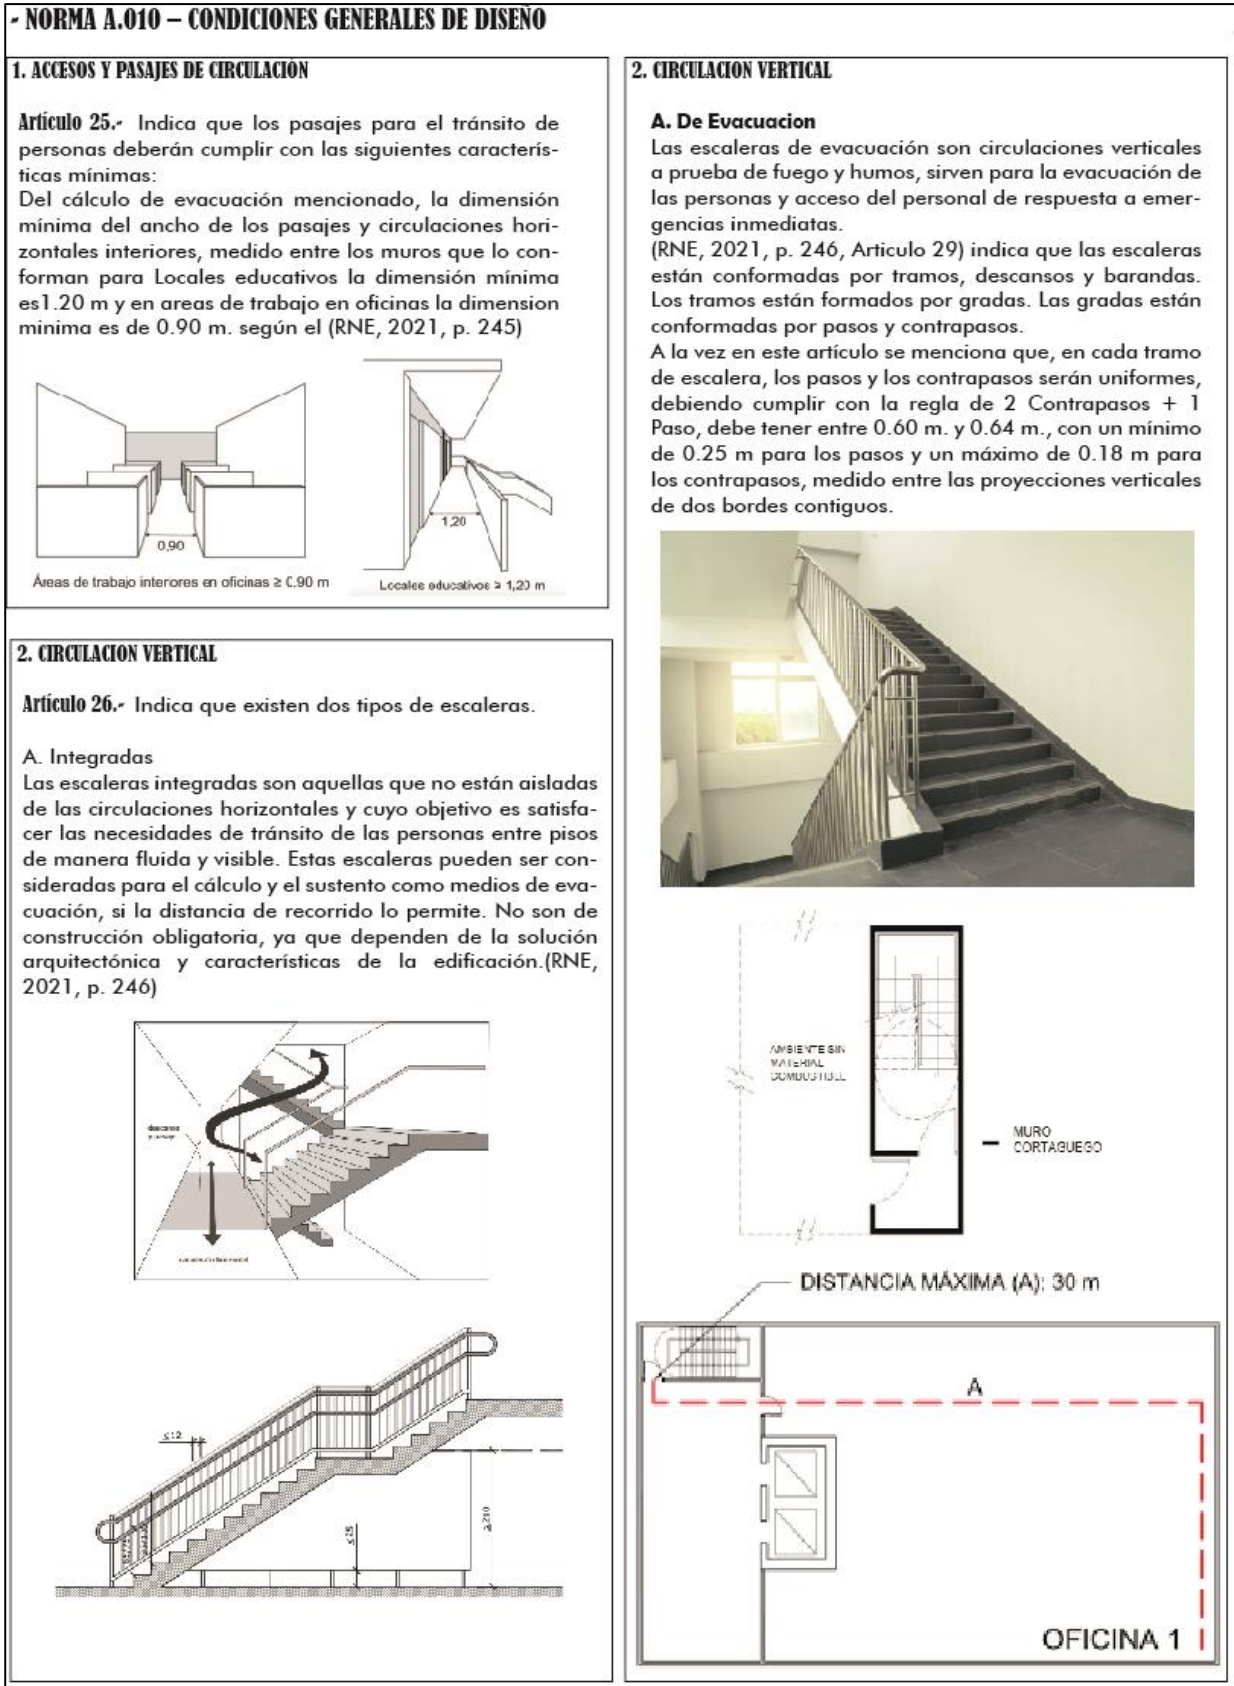 - NORMA A.010 – CONDICIONES GENERALES DE DISEÑO
1. ACCESOS Y PASAJES DE CIRCULACIÓN
Artículo 25.- Indica que los pasajes para el tránsito de
personas deberán cumplir con las siguientes caracterís-
ticas mínimas:
Del cálculo de evacuación mencionado, la dimensión
mínima del ancho de los pasajes y circulaciones hori-
zontales interiores, medido entre los muros que lo con-
forman para Locales educativos la dimensión mínima
es1.20 m y en areas de trabajo en oficinas la dimension
minima es de 0.90 m. según el (RNE, 2021, p. 245)
0,90
Áreas de trabajo interiores en oficinas ≥ 0.90 m
1,20
Locales educativos ≥ 1,20 m
2. CIRCULACION VERTICAL
Artículo 26.- Indica que existen dos tipos de escaleras.
A. Integradas
Las escaleras integradas son aquellas que no están aisladas
de las circulaciones horizontales y cuyo objetivo es satisfa-
cer las necesidades de tránsito de las personas entre pisos
de manera fluida y visible. Estas escaleras pueden ser con-
sideradas para el cálculo y el sustento como medios de eva-
cuación, si la distancia de recorrido lo permite. No son de
construcción obligatoria, ya que dependen de la solución
arquitectónica y características de la edificación.(RNE,
2021, p. 246)
≤12
2. CIRCULACION VERTICAL
A. De Evacuacion
Las escaleras de evacuación son circulaciones verticales
a prueba de fuego y humos, sirven para la evacuación de
las personas y acceso del personal de respuesta a emer-
gencias inmediatas.
(RNE, 2021, p. 246, Articulo 29) indica que las escaleras
están conformadas por tramos, descansos y barandas.
Los tramos están formados por gradas. Las gradas están
conformadas por pasos y contrapasos.
A la vez en este artículo se menciona que, en cada tramo
de escalera, los pasos y los contrapasos serán uniformes,
debiendo cumplir con la regla de 2 Contrapasos + 1
Paso, debe tener entre 0.60 m. y 0.64 m., con un mínimo
de 0.25 m para los pasos y un máximo de 0.18 m para
los contrapasos, medido entre las proyecciones verticales
de dos bordes contiguos.
AMBIENTE SIN
MATERIAL
COMBUSTIBLE
MURO
CORTAGUEGO
DISTANCIA MÁXIMA (A): 30 m
A
OFICINA 1